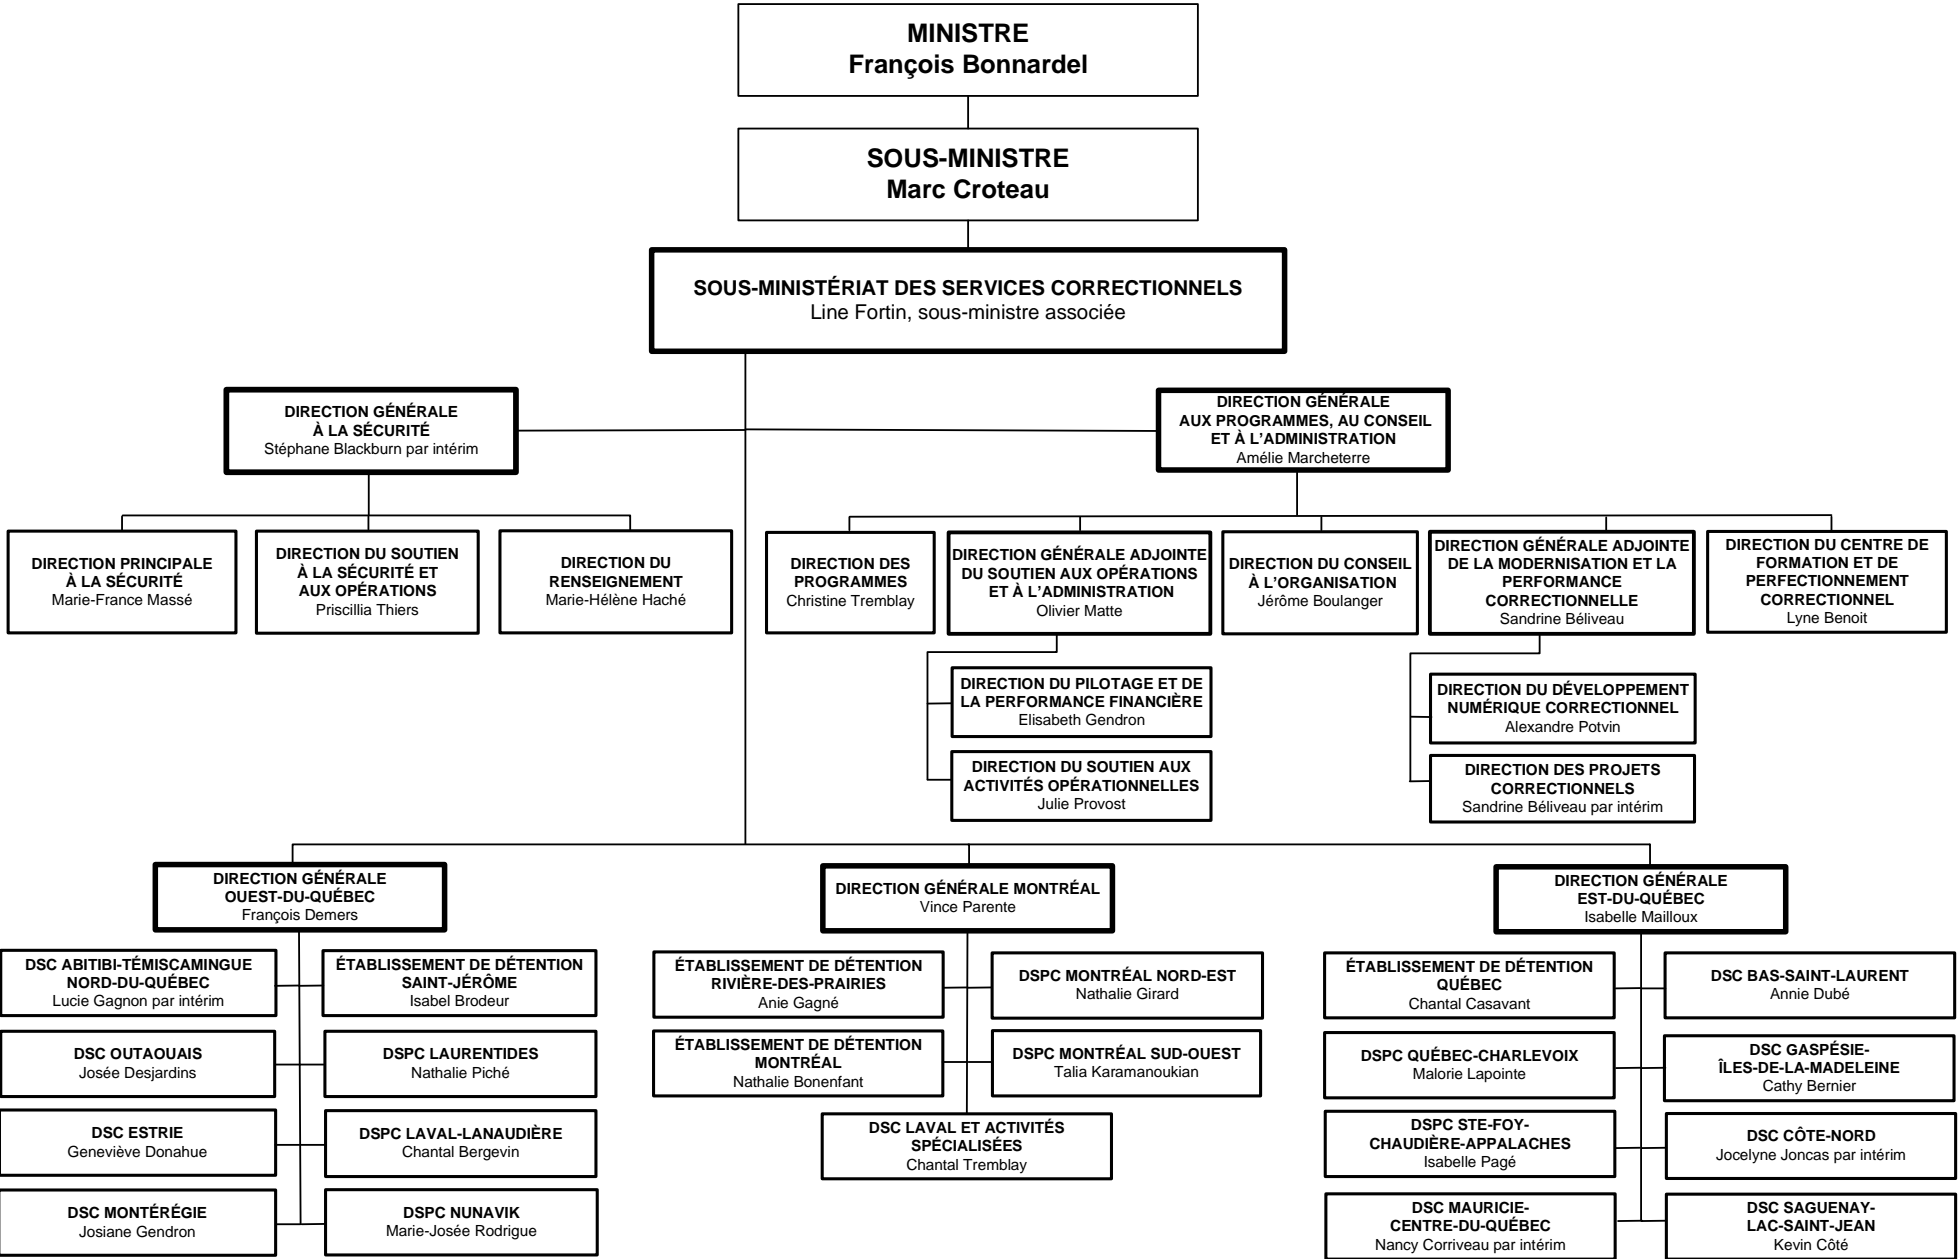 MINISTRE
François Bonnardel
SOUS-MINISTRE
Marc Croteau
SOUS-MINISTÉRIAT DES SERVICES CORRECTIONNELS
Line Fortin, sous-ministre associée
DIRECTION GÉNÉRALE
À LA SÉCURITÉ
Stéphane Blackburn par intérim
DIRECTION GÉNÉRALE
AUX PROGRAMMES, AU CONSEIL
ET À L’ADMINISTRATION
Amélie Marcheterre
DIRECTION PRINCIPALE
À LA SÉCURITÉ
Marie-France Massé
DIRECTION DU SOUTIEN
À LA SÉCURITÉ ET
AUX OPÉRATIONS
Priscillia Thiers
DIRECTION DU
RENSEIGNEMENT
Marie-Hélène Haché
DIRECTION DES
PROGRAMMES
Christine Tremblay
DIRECTION GÉNÉRALE ADJOINTE
DU SOUTIEN AUX OPÉRATIONS
ET À L’ADMINISTRATION
Olivier Matte
DIRECTION DU CONSEIL
À L’ORGANISATION
Jérôme Boulanger
DIRECTION GÉNÉRALE ADJOINTE
DE LA MODERNISATION ET LA
PERFORMANCE
CORRECTIONNELLE
Sandrine Béliveau
DIRECTION DU CENTRE DE
FORMATION ET DE
PERFECTIONNEMENT
CORRECTIONNEL
Lyne Benoit
DIRECTION DU PILOTAGE ET DE
LA PERFORMANCE FINANCIÈRE
Elisabeth Gendron
DIRECTION DU SOUTIEN AUX
ACTIVITÉS OPÉRATIONNELLES
Julie Provost
DIRECTION DU DÉVELOPPEMENT
NUMÉRIQUE CORRECTIONNEL
Alexandre Potvin
DIRECTION DES PROJETS
CORRECTIONNELS
Sandrine Béliveau par intérim
DIRECTION GÉNÉRALE
OUEST-DU-QUÉBEC
François Demers
DIRECTION GÉNÉRALE MONTRÉAL
Vince Parente
DIRECTION GÉNÉRALE
EST-DU-QUÉBEC
Isabelle Mailloux
DSC ABITIBI-TÉMISCAMINGUE
NORD-DU-QUÉBEC
Lucie Gagnon par intérim
ÉTABLISSEMENT DE DÉTENTION
SAINT-JÉRÔME
Isabel Brodeur
DSC OUTAOUAIS
Josée Desjardins
DSPC LAURENTIDES
Nathalie Piché
DSC ESTRIE
Geneviève Donahue
DSPC LAVAL-LANAUDIÈRE
Chantal Bergevin
DSC MONTÉRÉGIE
Josiane Gendron
DSPC NUNAVIK
Marie-Josée Rodrigue
ÉTABLISSEMENT DE DÉTENTION
RIVIÈRE-DES-PRAIRIES
Anie Gagné
DSPC MONTRÉAL NORD-EST
Nathalie Girard
ÉTABLISSEMENT DE DÉTENTION
MONTRÉAL
Nathalie Bonenfant
DSPC MONTRÉAL SUD-OUEST
Talia Karamanoukian
DSC LAVAL ET ACTIVITÉS
SPÉCIALISÉES
Chantal Tremblay
ÉTABLISSEMENT DE DÉTENTION
QUÉBEC
Chantal Casavant
DSC BAS-SAINT-LAURENT
Annie Dubé
DSPC QUÉBEC-CHARLEVOIX
Malorie Lapointe
DSC GASPÉSIE-
ÎLES-DE-LA-MADELEINE
Cathy Bernier
DSPC STE-FOY-
CHAUDIÈRE-APPALACHES
Isabelle Pagé
DSC CÔTE-NORD
Jocelyne Joncas par intérim
DSC MAURICIE-
CENTRE-DU-QUÉBEC
Nancy Corriveau par intérim
DSC SAGUENAY-
LAC-SAINT-JEAN
Kevin Côté